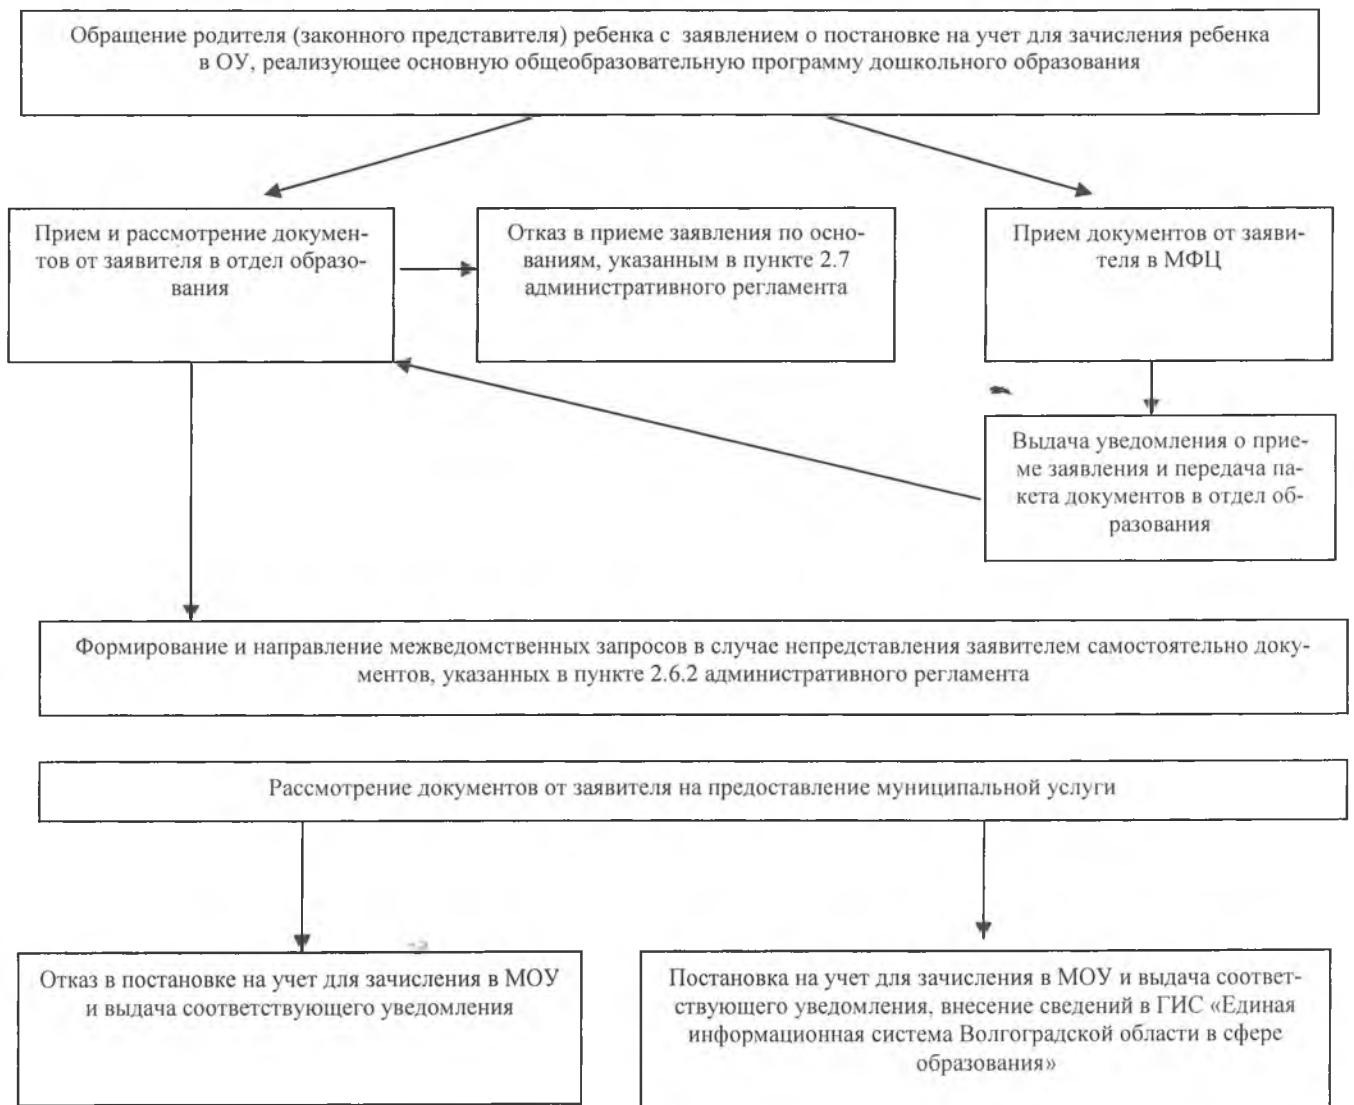 Обращение родителя (законного представителя) ребенка с заявлением о постановке на учет для зачисления ребенка
в ОУ, реализующее основную общеобразовательную программу дошкольного образования
Прием и рассмотрение докумен-
тов от заявителя в отдел образо-
вания
Отказ в приеме заявления по осно-
ваниям, указанным в пункте 2.7
административного регламента
Прием документов от заяви-
теля в МФЦ
Выдача уведомления о прие-
ме заявления и передача па-
кета документов в отдел об-
разования
Формирование и направление межведомственных запросов в случае непредставления заявителем самостоятельно доку-
ментов, указанных в пункте 2.6.2 административного регламента
Рассмотрение документов от заявителя на предоставление муниципальной услуги
Отказ в постановке на учет для зачисления в МОУ
и выдача соответствующего уведомления
Постановка на учет для зачисления в МОУ и выдача соответ-
ствующего уведомления, внесение сведений в ГИС «Единая
информационная система Волгоградской области в сфере
образования»